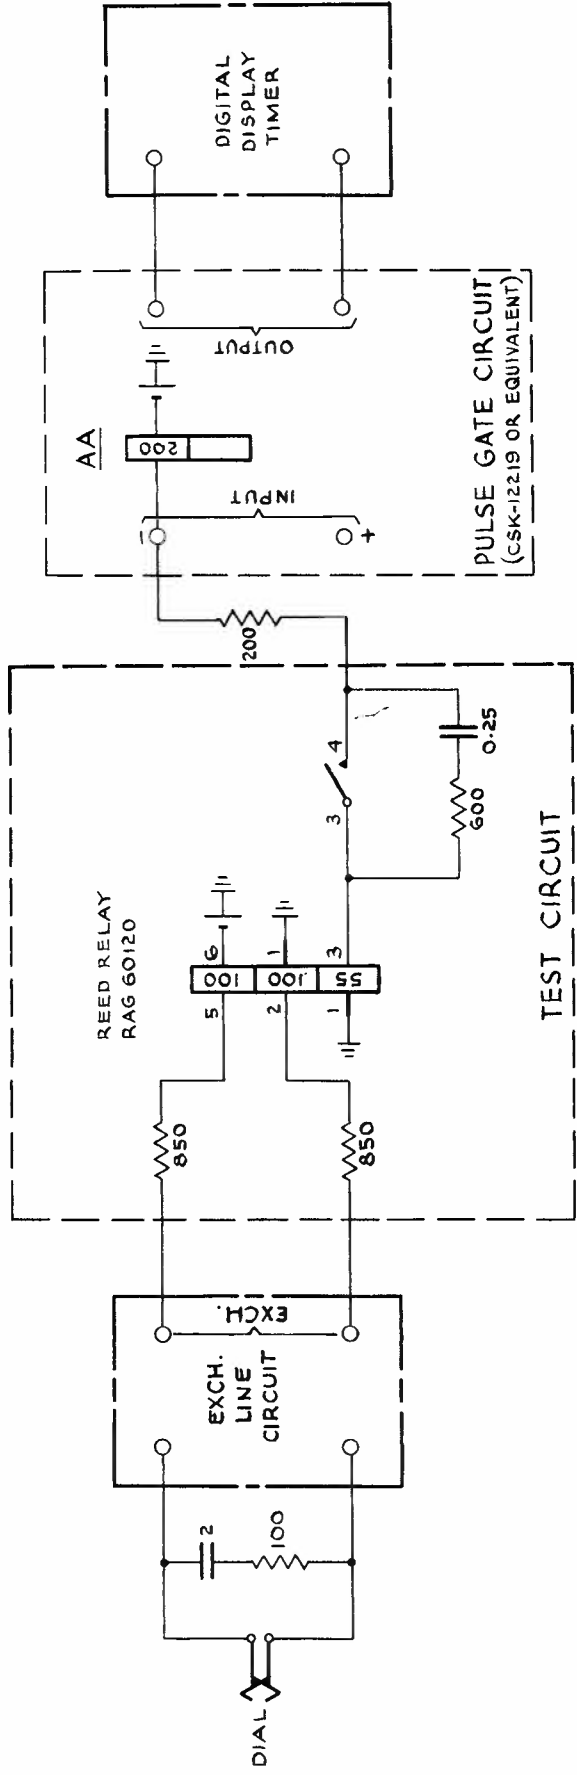 DIGITAL
DISPLAY
TIMER
OUTPUT
AA
200
INPUT
–
+
PULSE GATE CIRCUIT
(CSK-12219 OR EQUIVALENT)
200
4
3
0.25
600
REED RELAY
RAG 60120
6
1
3
100
100
55
5
2
1
TEST CIRCUIT
850
850
EXCH.
EXCH.
LINE
CIRCUIT
2
100
DIAL